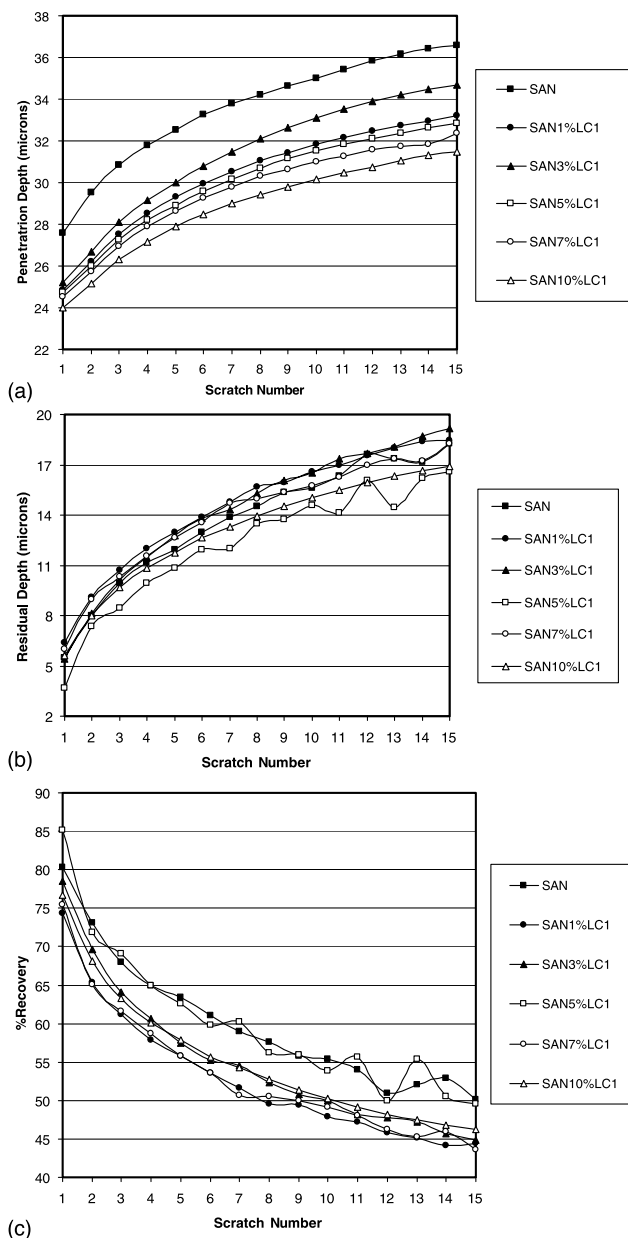 38
36
34
32
30
28
26
24
22
Penetratrion Depth (microns)
1 2 3 4 5 6 7 8 9 10 11 12 13 14 15
Scratch Number
SAN
SAN1%LC1
SAN3%LC1
SAN5%LC1
SAN7%LC1
SAN10%LC1
(a)
20
17
14
11
8
5
2
Residual Depth (microns)
1 2 3 4 5 6 7 8 9 10 11 12 13 14 15
Scratch Number
SAN
SAN1%LC1
SAN3%LC1
SAN5%LC1
SAN7%LC1
SAN10%LC1
(b)
90
85
80
75
70
65
60
55
50
45
40
%Recovery
1 2 3 4 5 6 7 8 9 10 11 12 13 14 15
Scratch Number
SAN
SAN1%LC1
SAN3%LC1
SAN5%LC1
SAN7%LC1
SAN10%LC1
(c)